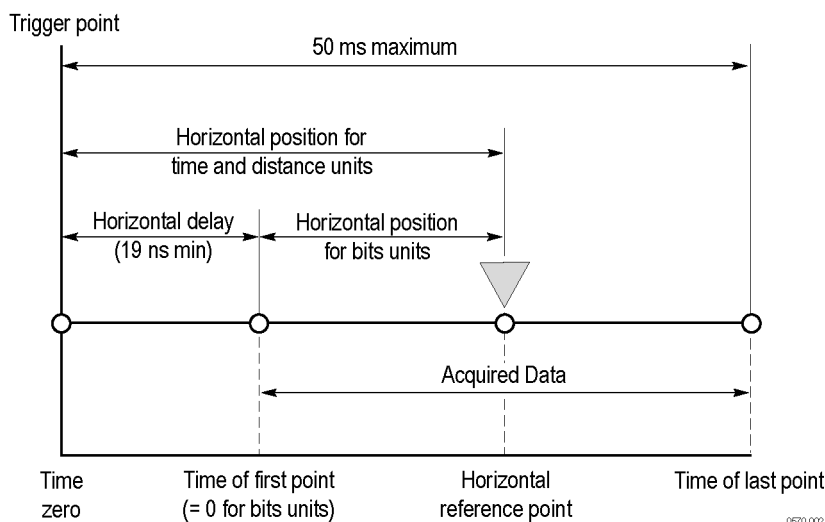 Trigger point
50 ms maximum
Horizontal position for
time and distance units
Horizontal delay
(19 ns min)
Horizontal position
for bits units
Acquired Data
Time
zero
Time of first point
(= 0 for bits units)
Horizontal
reference point
Time of last point